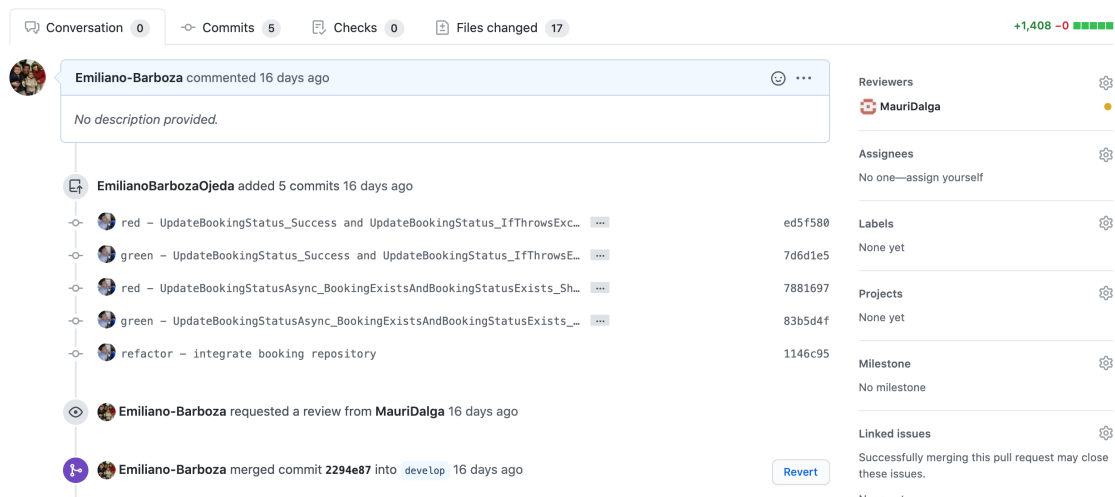 Conversation 0 Commits 5 Checks 0 Files changed 17 +1,408 −0
Emiliano-Barboza commented 16 days ago
No description provided.
EmilianoBarbozaOjeda added 5 commits 16 days ago
red – UpdateBookingStatus_Success and UpdateBookingStatus_IfThrowsExc… ed5f580
green – UpdateBookingStatus_Success and UpdateBookingStatus_IfThrowsE… 7d6d1e5
red – UpdateBookingStatusAsync_BookingExistsAndBookingStatusExists_Sh… 7881697
green – UpdateBookingStatusAsync_BookingExistsAndBookingStatusExists_… 83b5d4f
refactor – integrate booking repository 1146c95
Emiliano-Barboza requested a review from MauriDalga 16 days ago
Emiliano-Barboza merged commit 2294e87 into develop 16 days ago Revert
Reviewers
MauriDalga
Assignees
No one—assign yourself
Labels
None yet
Projects
None yet
Milestone
No milestone
Linked issues
Successfully merging this pull request may close
these issues.